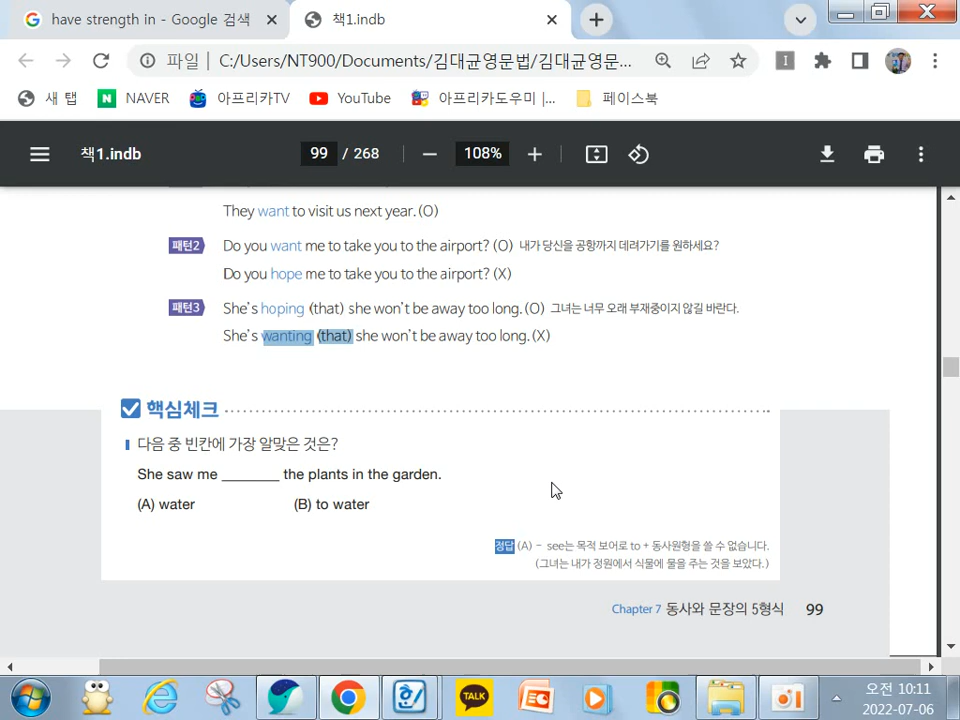 have strength in - Google 검색
책1.indb
파일 | C:/Users/NT900/Documents/김대균영문법/김대균영문...
새 탭 NAVER 아프리카TV YouTube 아프리카도우미 |... 페이스북
책1.indb 99 / 268 108%
They want to visit us next year. (O)
패턴2 Do you want me to take you to the airport? (O) 내가 당신을 공항까지 데려가기를 원하세요?
Do you hope me to take you to the airport? (X)
패턴3 She's hoping (that) she won't be away too long. (O) 그녀는 너무 오래 부재중이지 않길 바란다.
She's wanting (that) she won't be away too long. (X)
핵심체크
다음 중 빈칸에 가장 알맞은 것은?
She saw me ________ the plants in the garden.
(A) water (B) to water
정답 (A) - see는 목적 보어로 to + 동사원형을 쓸 수 없습니다.
(그녀는 내가 정원에서 식물에 물을 주는 것을 보았다.)
Chapter 7 동사와 문장의 5형식 99
TALK
오전 10:11
2022-07-06